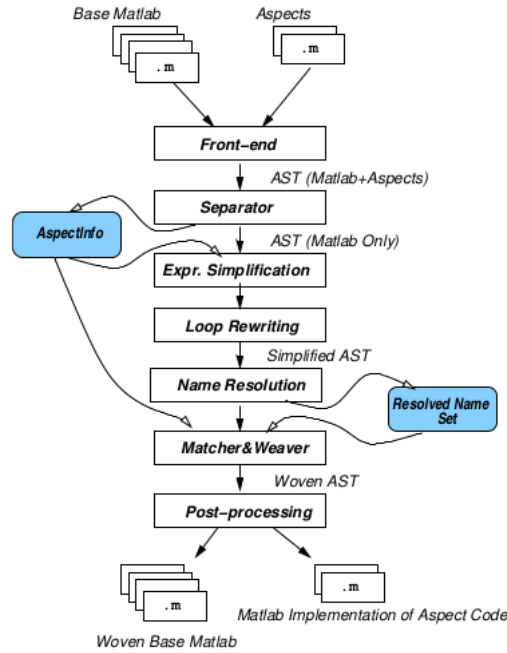 Base Matlab
Aspects
.m
.m
Front-end
AST (Matlab+Aspects)
Separator
AspectInfo
AST (Matlab Only)
Expr. Simplification
Loop Rewriting
Simplified AST
Name Resolution
Resolved Name
Set
Matcher&Weaver
Woven AST
Post-processing
.m
.m
Matlab Implementation of Aspect Code
Woven Base Matlab